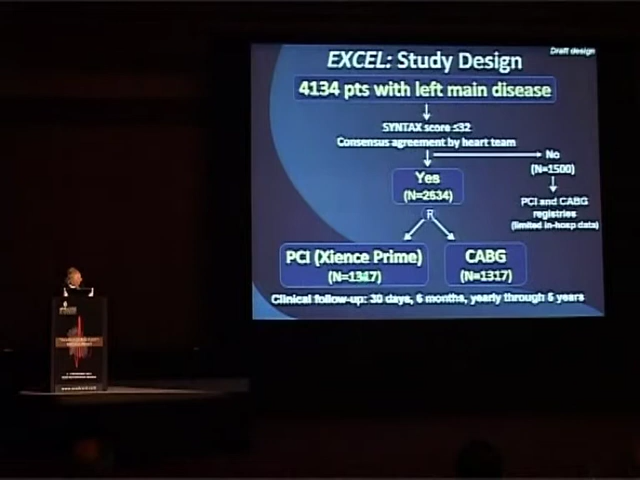 Draft design
EXCEL: Study Design
4134 pts with left main disease
SYNTAX score ≤32
Consensus agreement by heart team
No
(N=1500)
Yes
(N=2634)
PCI and CABG
registries
(limited in-hosp data)
R
PCI (Xience Prime)
(N=1317)
CABG
(N=1317)
Clinical follow-up: 30 days, 6 months, yearly through 5 years